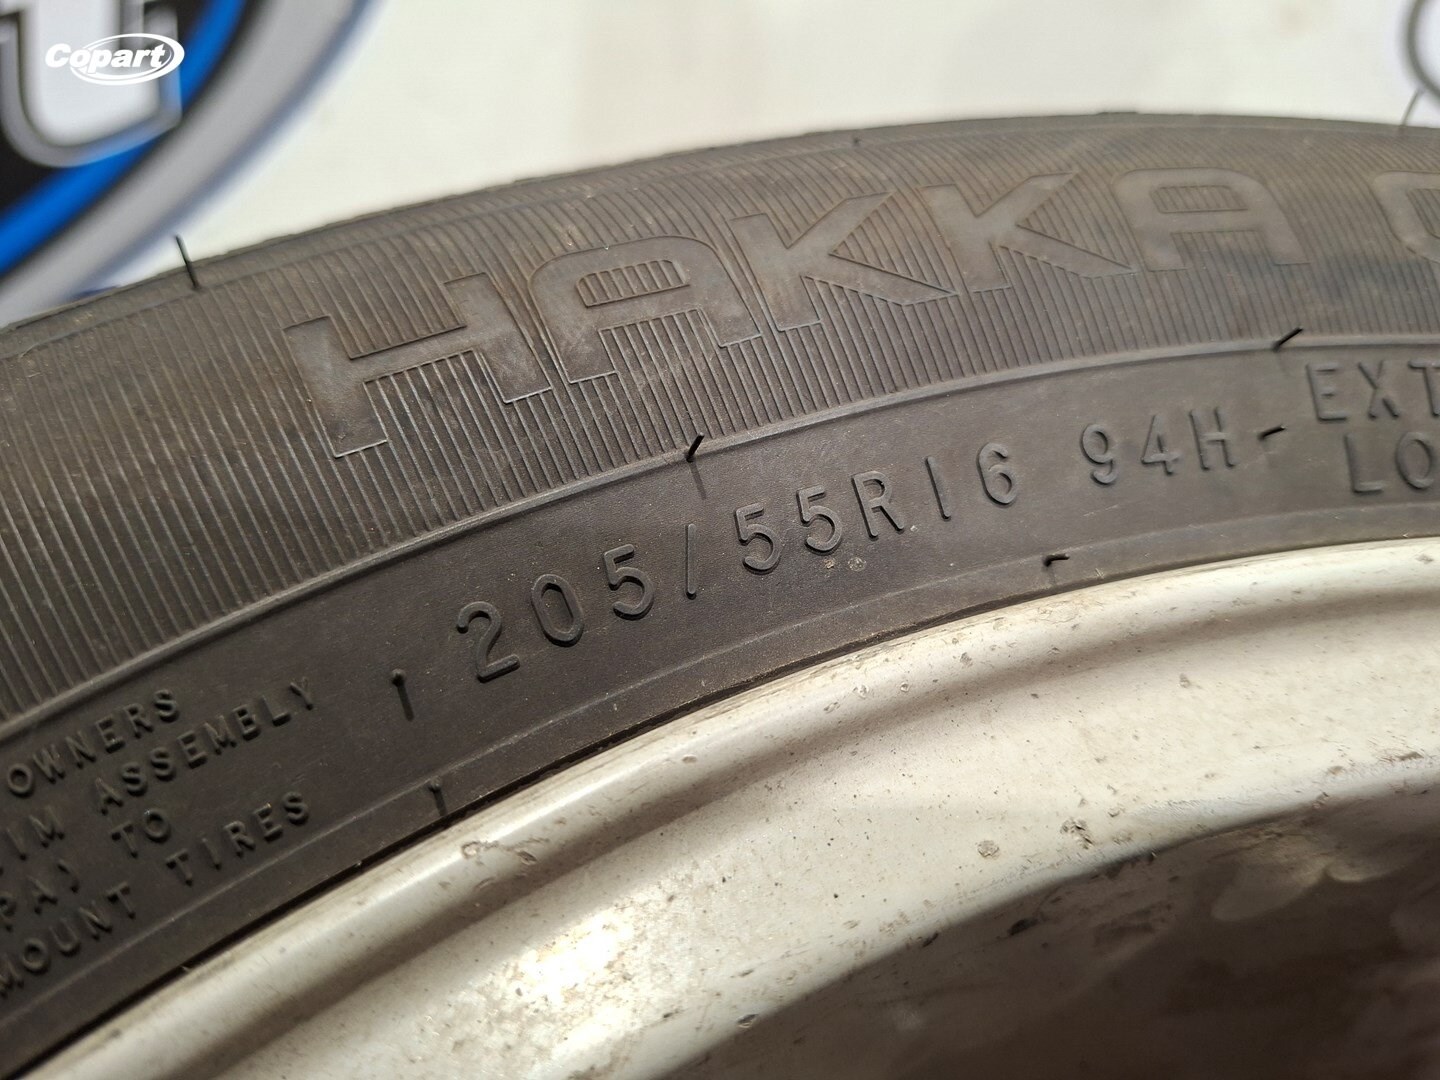 Copart
HAKKA
205/55R16 94H - EXT
LO
OWNERS
IM ASSEMBLY
PA) TO
MOUNT TIRES